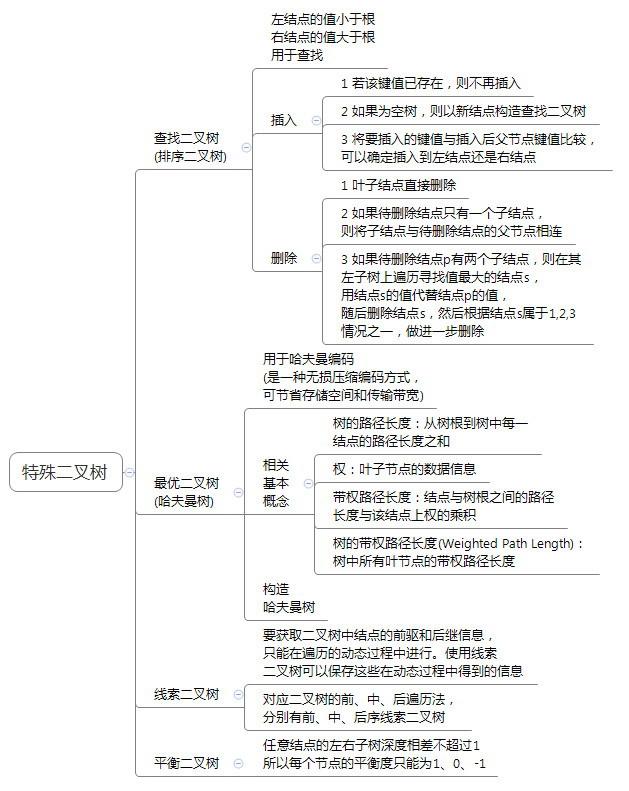 左结点的值小于根
右结点的值大于根
用于查找
1 若该键值已存在，则不再插入
插入
2 如果为空树，则以新结点构造查找二叉树
查找二叉树
(排序二叉树)
3 将要插入的键值与插入后父节点键值比较，
可以确定插入到左结点还是右结点
1 叶子结点直接删除
2 如果待删除结点只有一个子结点，
则将子结点与待删除结点的父节点相连
删除
3 如果待删除结点p有两个子结点，则在其
左子树上遍历寻找值最大的结点s，
用结点s的值代替结点p的值，
随后删除结点s，然后根据结点s属于1,2,3
情况之一，做进一步删除
用于哈夫曼编码
(是一种无损压缩编码方式，
可节省存储空间和传输带宽)
特殊二叉树
树的路径长度：从树根到树中每一
结点的路径长度之和
最优二叉树
(哈夫曼树)
相关
基本
概念
权：叶子节点的数据信息
带权路径长度：结点与树根之间的路径
长度与该结点上权的乘积
树的带权路径长度(Weighted Path Length)：
树中所有叶节点的带权路径长度
构造
哈夫曼树
要获取二叉树中结点的前驱和后继信息，
只能在遍历的动态过程中进行。使用线索
二叉树可以保存这些在动态过程中得到的信息
线索二叉树
对应二叉树的前、中、后遍历法，
分别有前、中、后序线索二叉树
平衡二叉树
任意结点的左右子树深度相差不超过1
所以每个节点的平衡度只能为1、0、-1